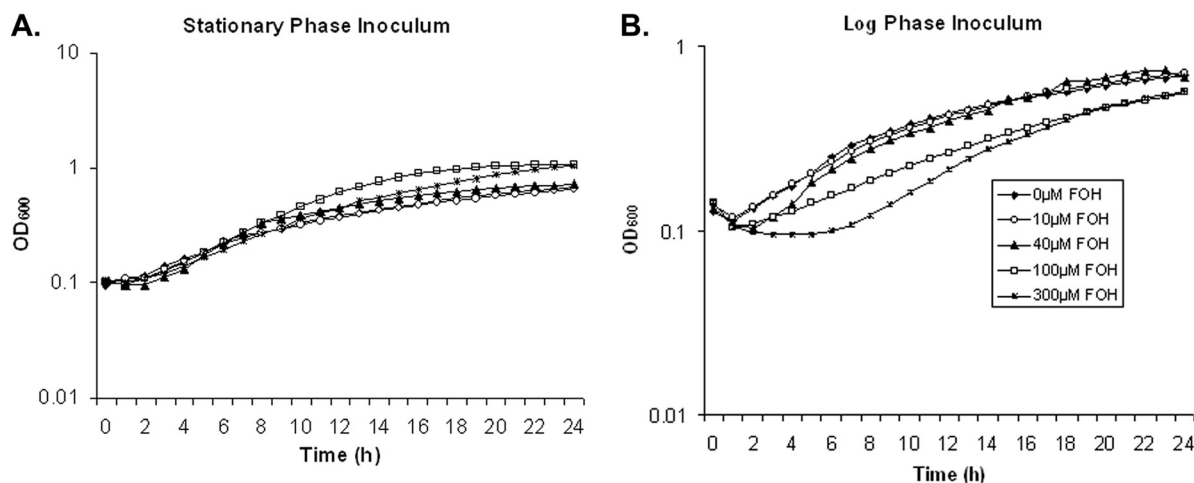 A.
Stationary Phase Inoculum
10
1
0.1
0.01
OD600
0 2 4 6 8 10 12 14 16 18 20 22 24
Time (h)
B.
Log Phase Inoculum
1
0.1
0.01
OD600
0 2 4 6 8 10 12 14 16 18 20 22 24
Time (h)
0µM FOH
10µM FOH
40µM FOH
100µM FOH
300µM FOH